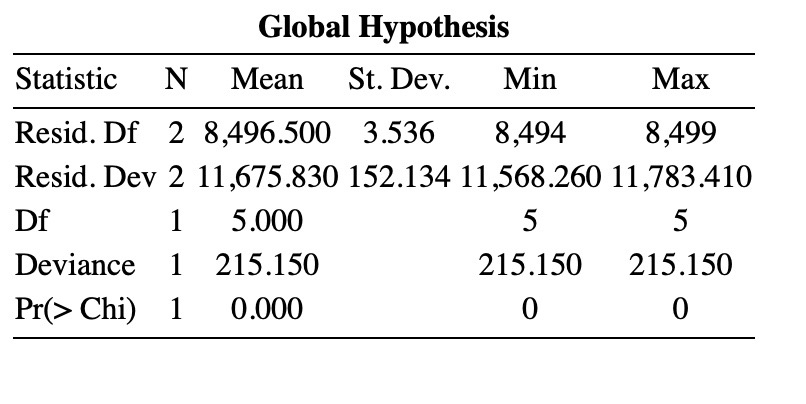 Global Hypothesis
Statistic N Mean St. Dev. Min Max
Resid. Df 2 8,496.500 3.536 8,494 8,499
Resid. Dev 2 11,675.830 152.134 11,568.260 11,783.410
Df 1 5.000 5 5
Deviance 1 215.150 215.150 215.150
Pr(> Chi) 1 0.000 0 0